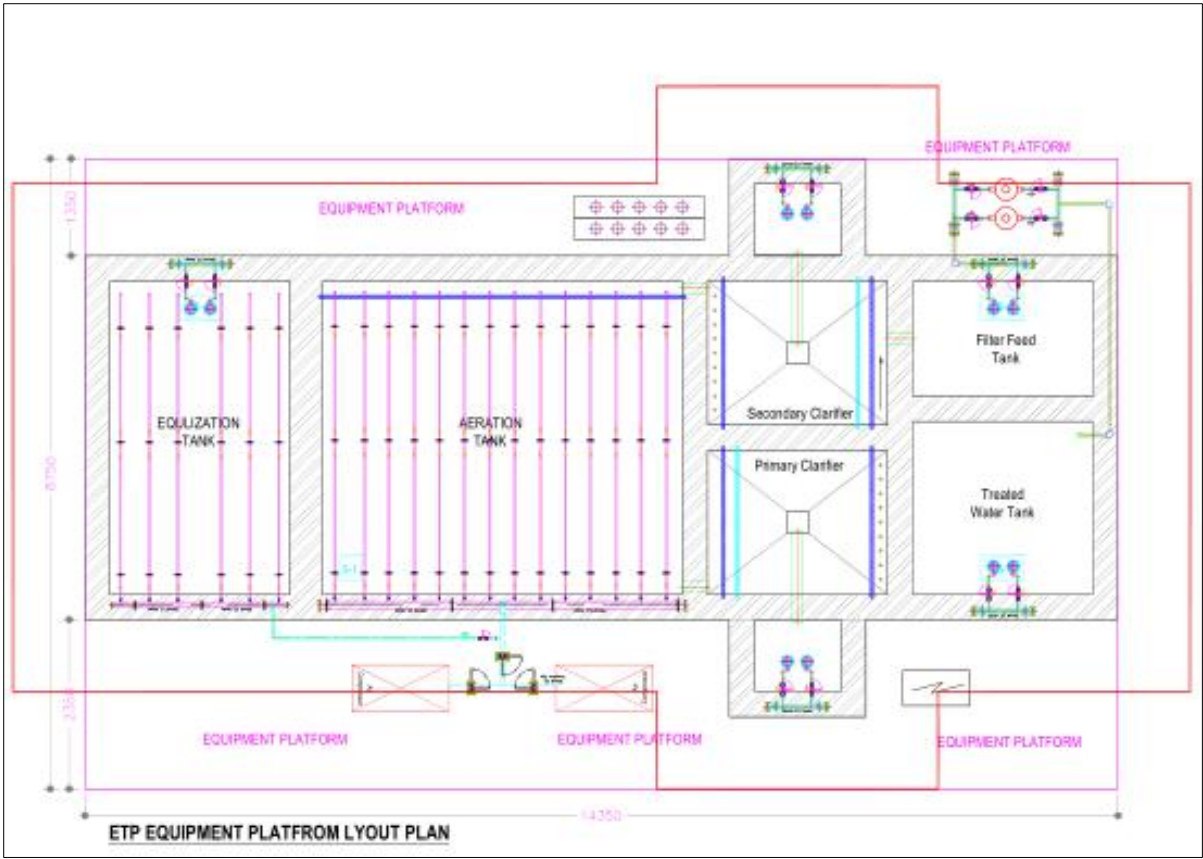 EQUIPMENT PLATFORM
EQUIPMENT PLATFORM
1350
Filter Feed
Tank
EQULIZATION
TANK
AERATION
TANK
Secondary Clarifier
Primary Clarifier
8750
Treated
Water Tank
EQUIPMENT PLATFORM
EQUIPMENT PLATFORM
EQUIPMENT PLATFORM
14350
ETP EQUIPMENT PLATFROM LYOUT PLAN